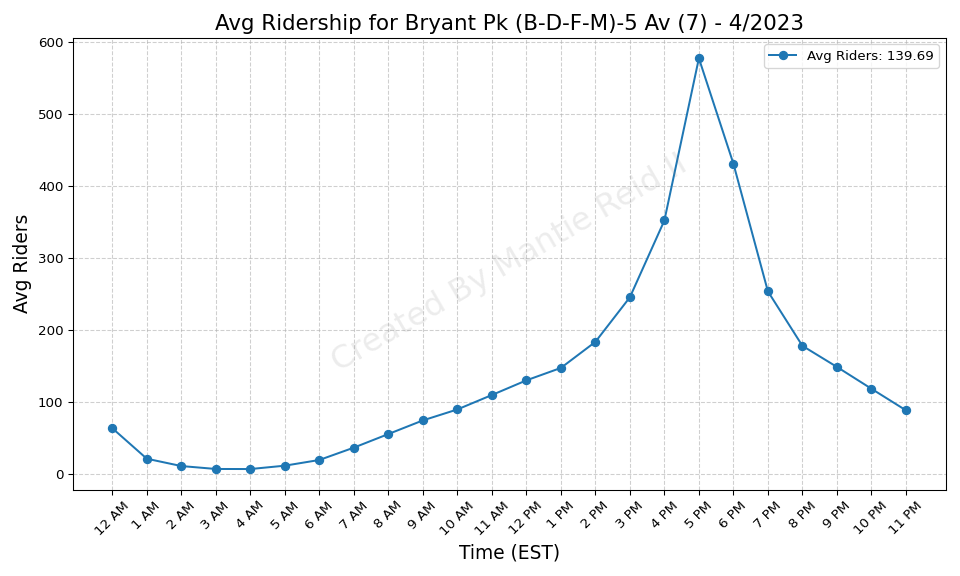 Avg Ridership for Bryant Pk (B-D-F-M)-5 Av (7) - 4/2023
Avg Riders: 139.69
600
500
400
300
200
100
0
Avg Riders
Created By Mantle Reid II
12 AM
1 AM
2 AM
3 AM
4 AM
5 AM
6 AM
7 AM
8 AM
9 AM
10 AM
11 AM
12 PM
1 PM
2 PM
3 PM
4 PM
5 PM
6 PM
7 PM
8 PM
9 PM
10 PM
11 PM
Time (EST)